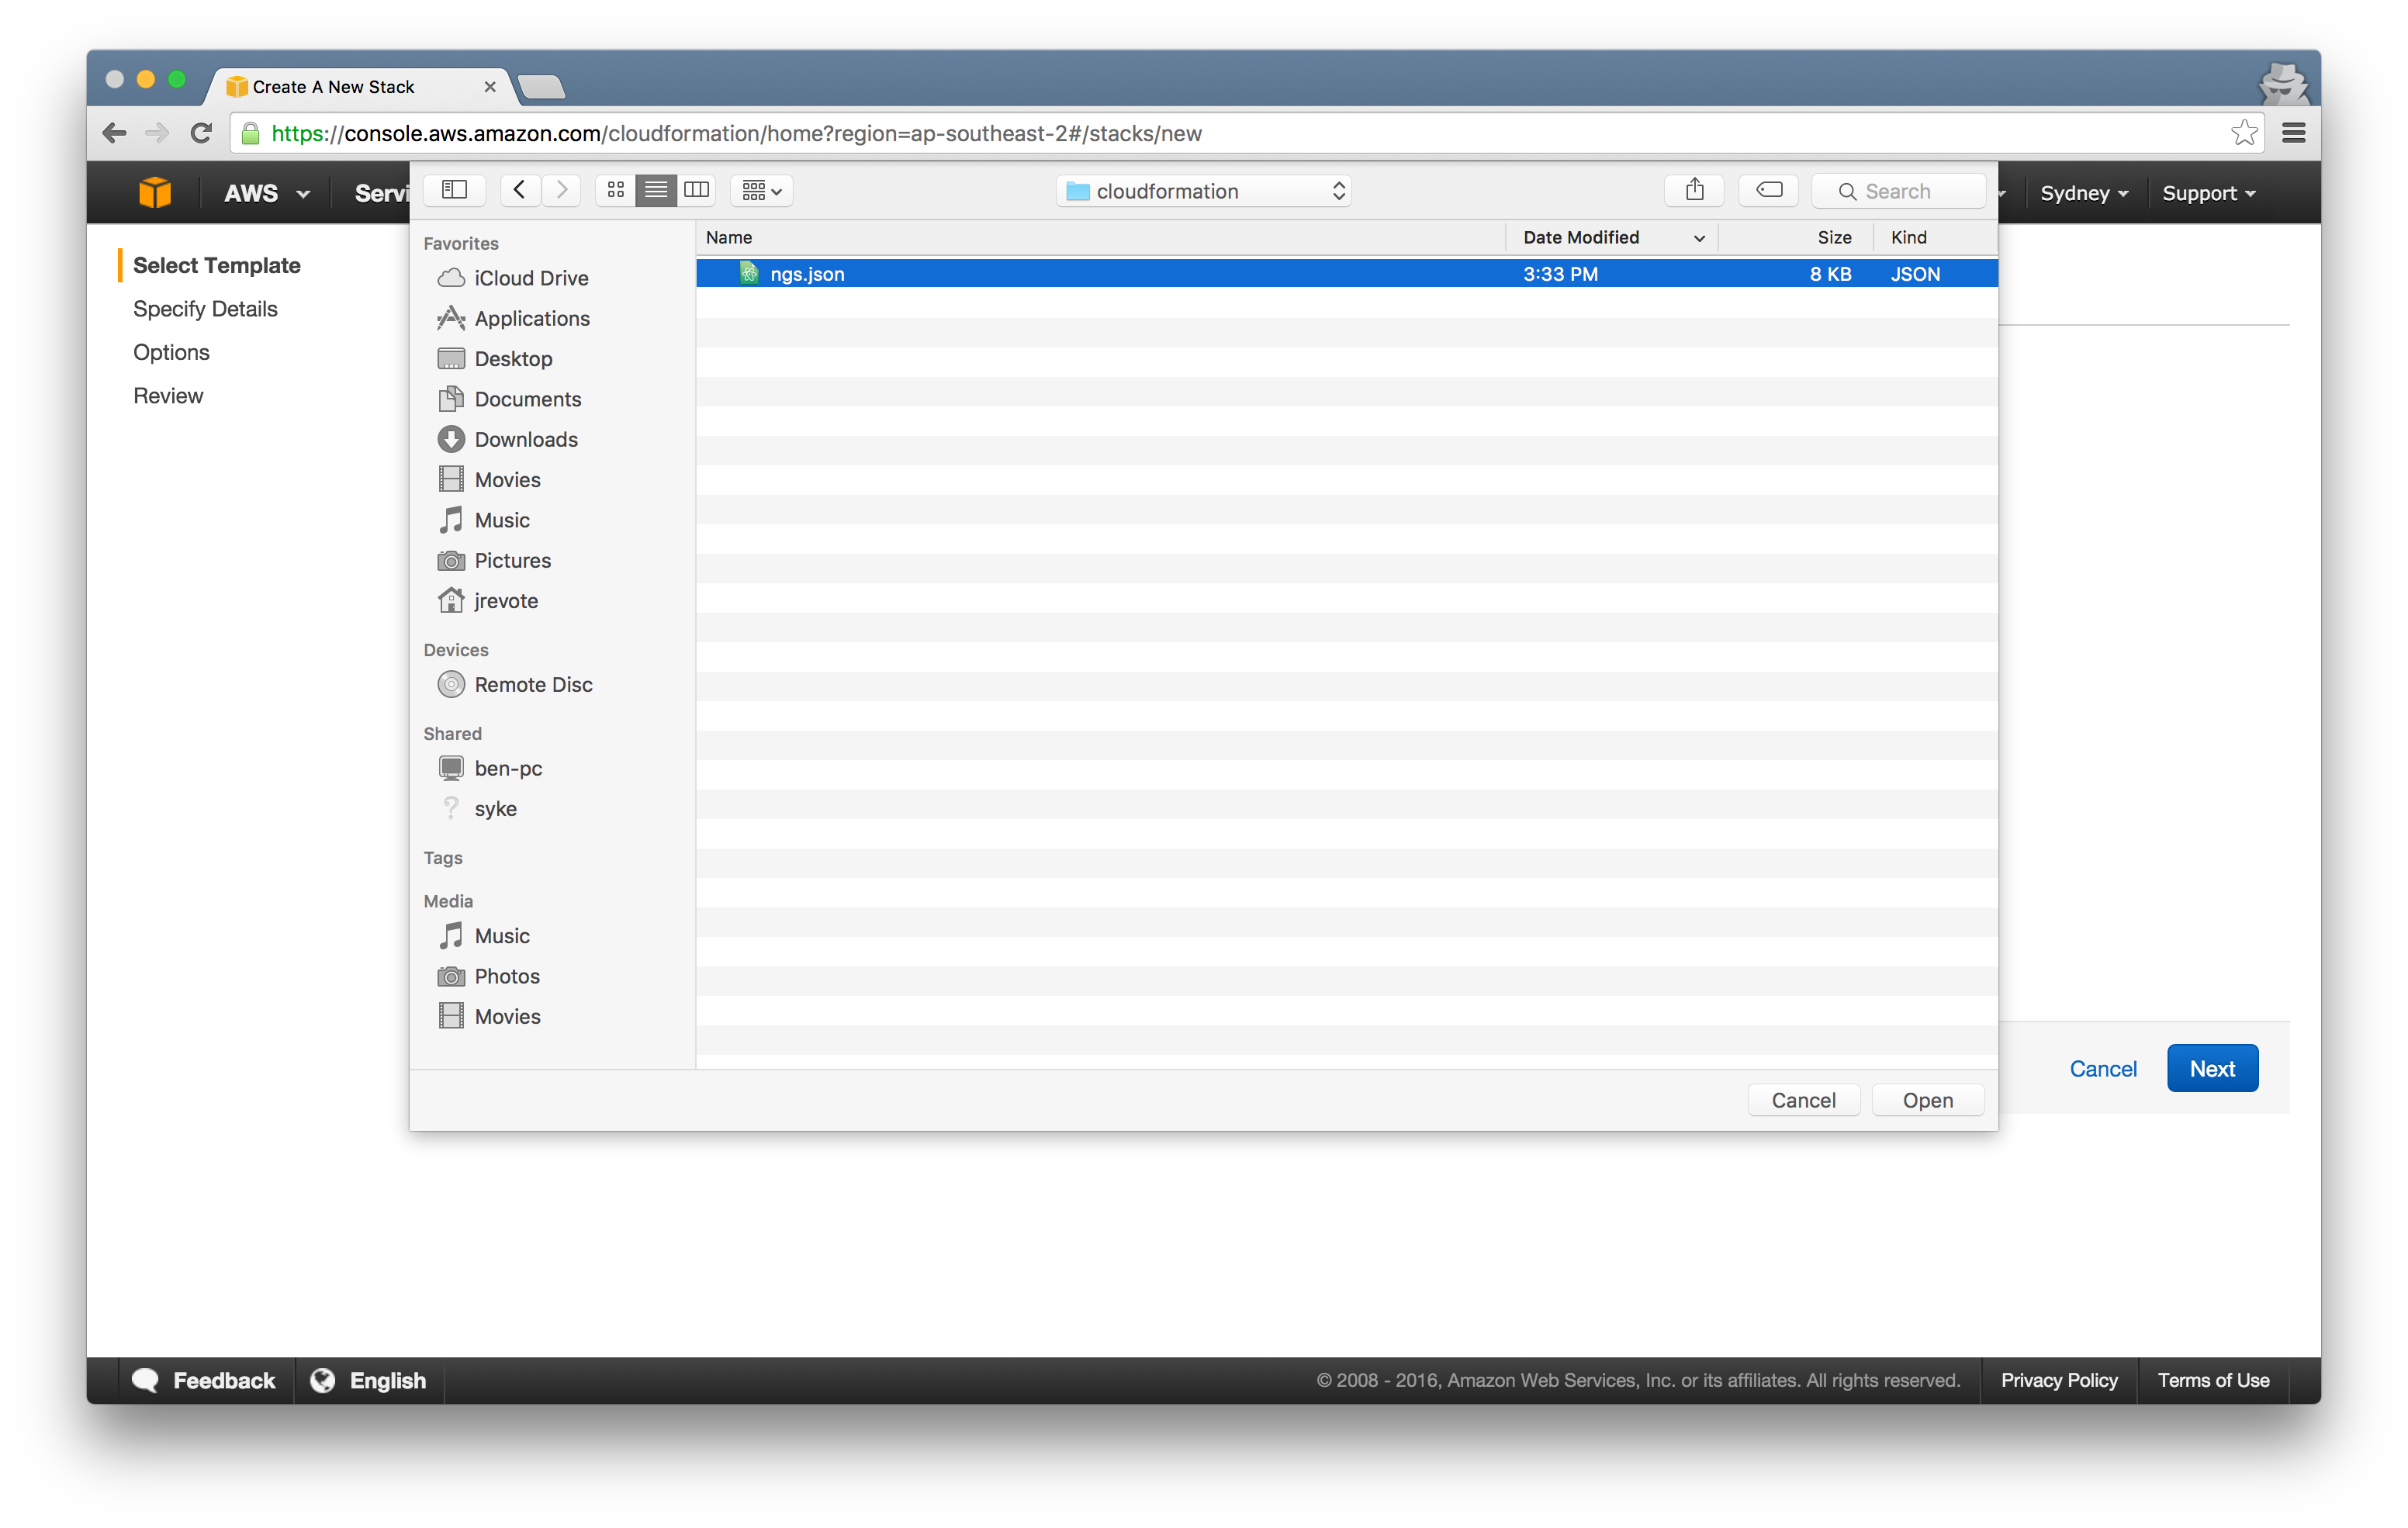 Create A New Stack
https://console.aws.amazon.com/cloudformation/home?region=ap-southeast-2#/stacks/new
AWS
Servi
cloudformation
Search
Sydney
Support
Select Template
Specify Details
Options
Review
Favorites
iCloud Drive
Applications
Desktop
Documents
Downloads
Movies
Music
Pictures
jrevote
Devices
Remote Disc
Shared
ben-pc
syke
Tags
Media
Music
Photos
Movies
Name Date Modified Size Kind
ngs.json 3:33 PM 8 KB JSON
Cancel Open
Cancel Next
Feedback English
© 2008 - 2016, Amazon Web Services, Inc. or its affiliates. All rights reserved. Privacy Policy Terms of Use